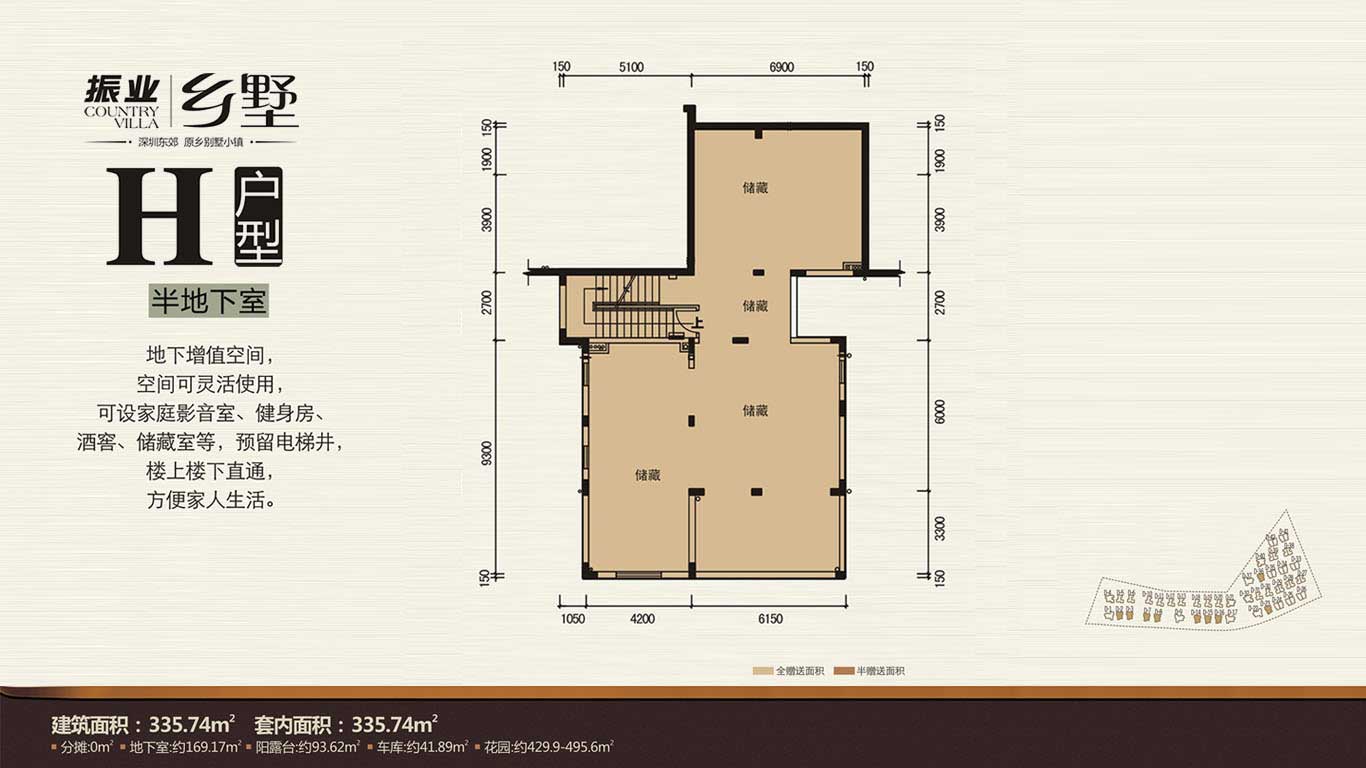 振业 乡墅
COUNTRY
VILLA
深圳东郊 原乡别墅小镇
H 户型
半地下室
地下增值空间，
空间可灵活使用，
可设家庭影音室、健身房、
酒窖、储藏室等，预留电梯井，
楼上楼下直通，
方便家人生活。
150 5100 6900 150
150 1900 3900 2700 9300 150
储藏
储藏
上
储藏
储藏
150 1900 3900 2700 6000 3300 150
1050 4200 6150
全赠送面积 半赠送面积
建筑面积：335.74㎡ 套内面积：335.74㎡
▪分摊:0㎡ ▪地下室:约169.17㎡ ▪阳露台:约93.62㎡ ▪车库:约41.89㎡ ▪花园:约429.9-495.6㎡